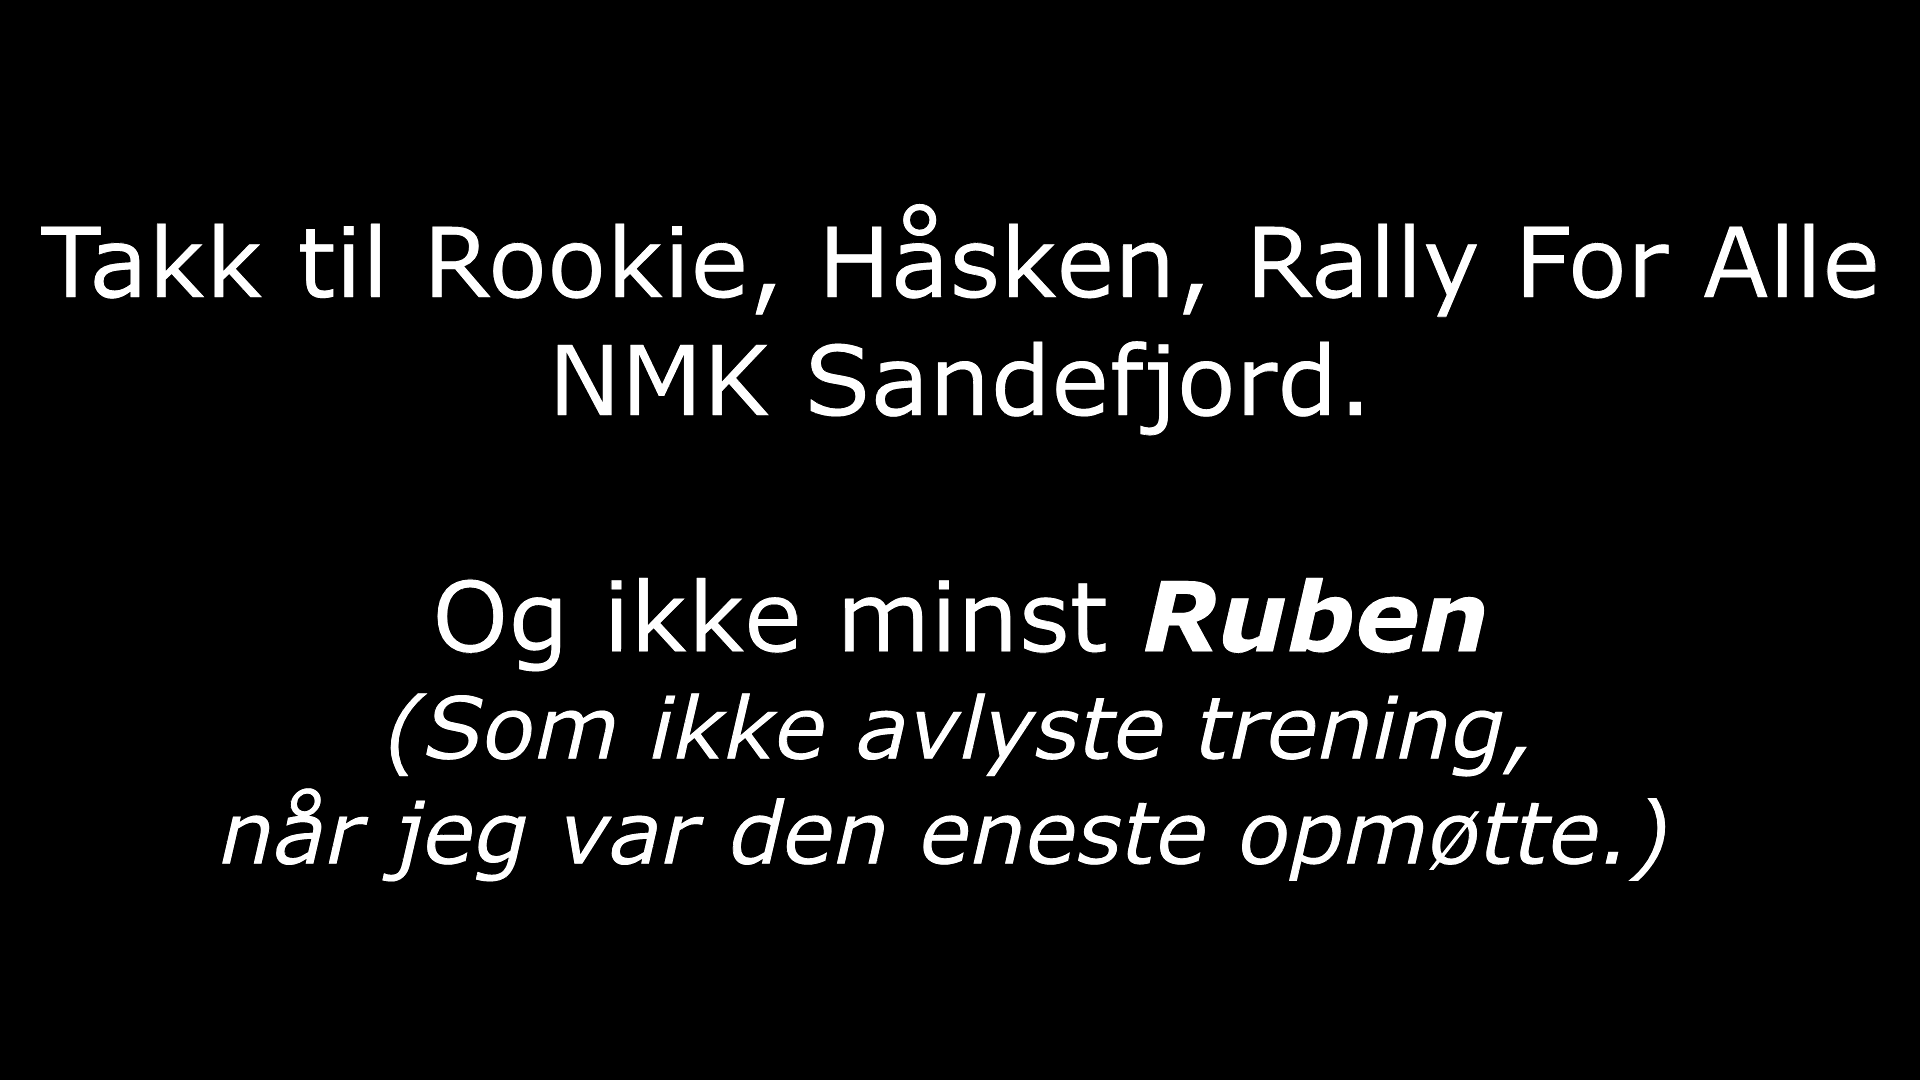 Takk til Rookie, Håsken, Rally For Alle
NMK Sandefjord.
Og ikke minst Ruben
(Som ikke avlyste trening,
når jeg var den eneste opmøtte.)